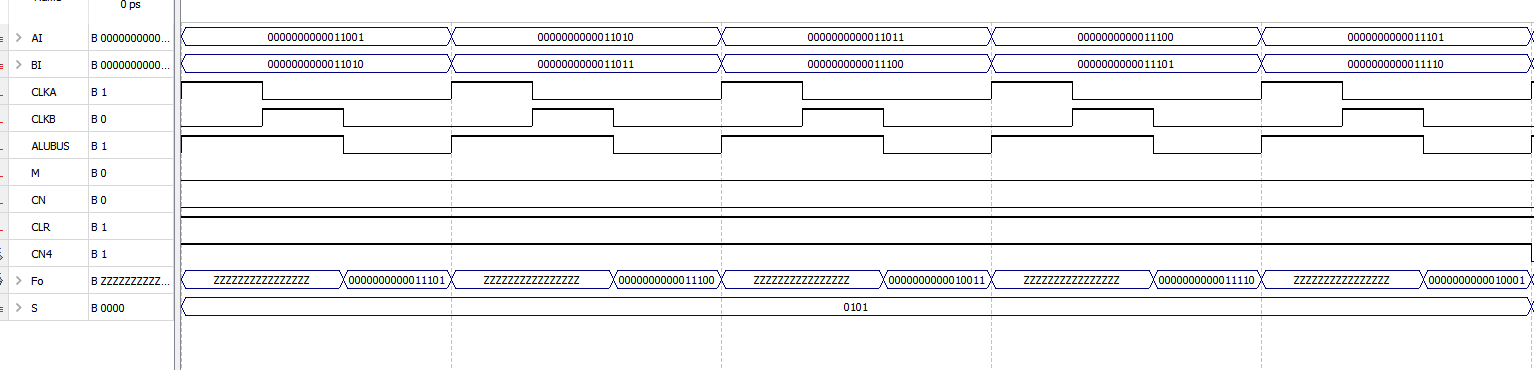 0 ps
AI B 0000000000... 0000000000011001 0000000000011010 0000000000011011 0000000000011100 0000000000011101
BI B 0000000000... 0000000000011010 0000000000011011 0000000000011100 0000000000011101 0000000000011110
CLKA B 1
CLKB B 0
ALUBUS B 1
M B 0
CN B 0
CLR B 1
CN4 B 1
Fo B ZZZZZZZZZZ... ZZZZZZZZZZZZZZZZ 0000000000011101 ZZZZZZZZZZZZZZZZ 0000000000011100 ZZZZZZZZZZZZZZZZ 0000000000010011 ZZZZZZZZZZZZZZZZ 0000000000011110 ZZZZZZZZZZZZZZZZ 0000000000010001
S B 0000 0101